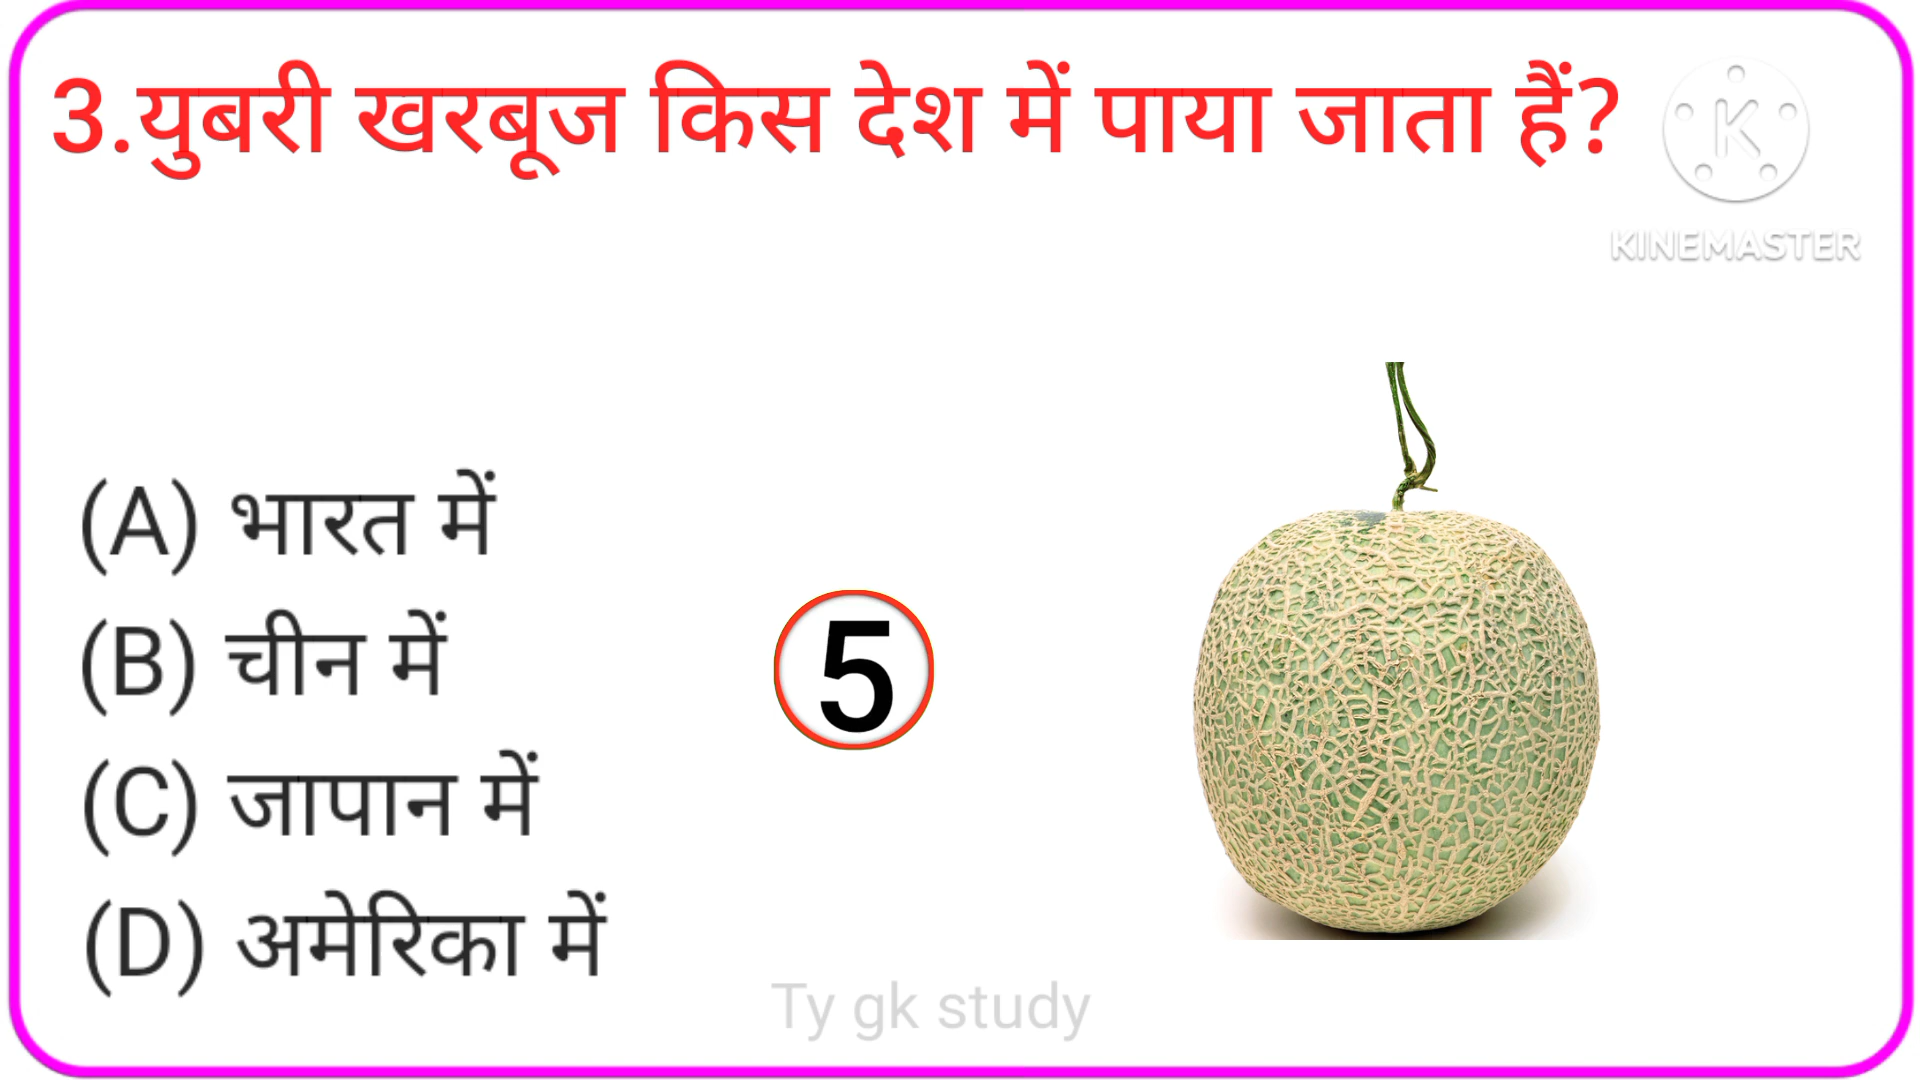 3.युबरी खरबूज किस देश में पाया जाता हैं?
K
KINEMASTER
(A) भारत में
(B) चीन में
5
(C) जापान में
(D) अमेरिका में
Ty gk study